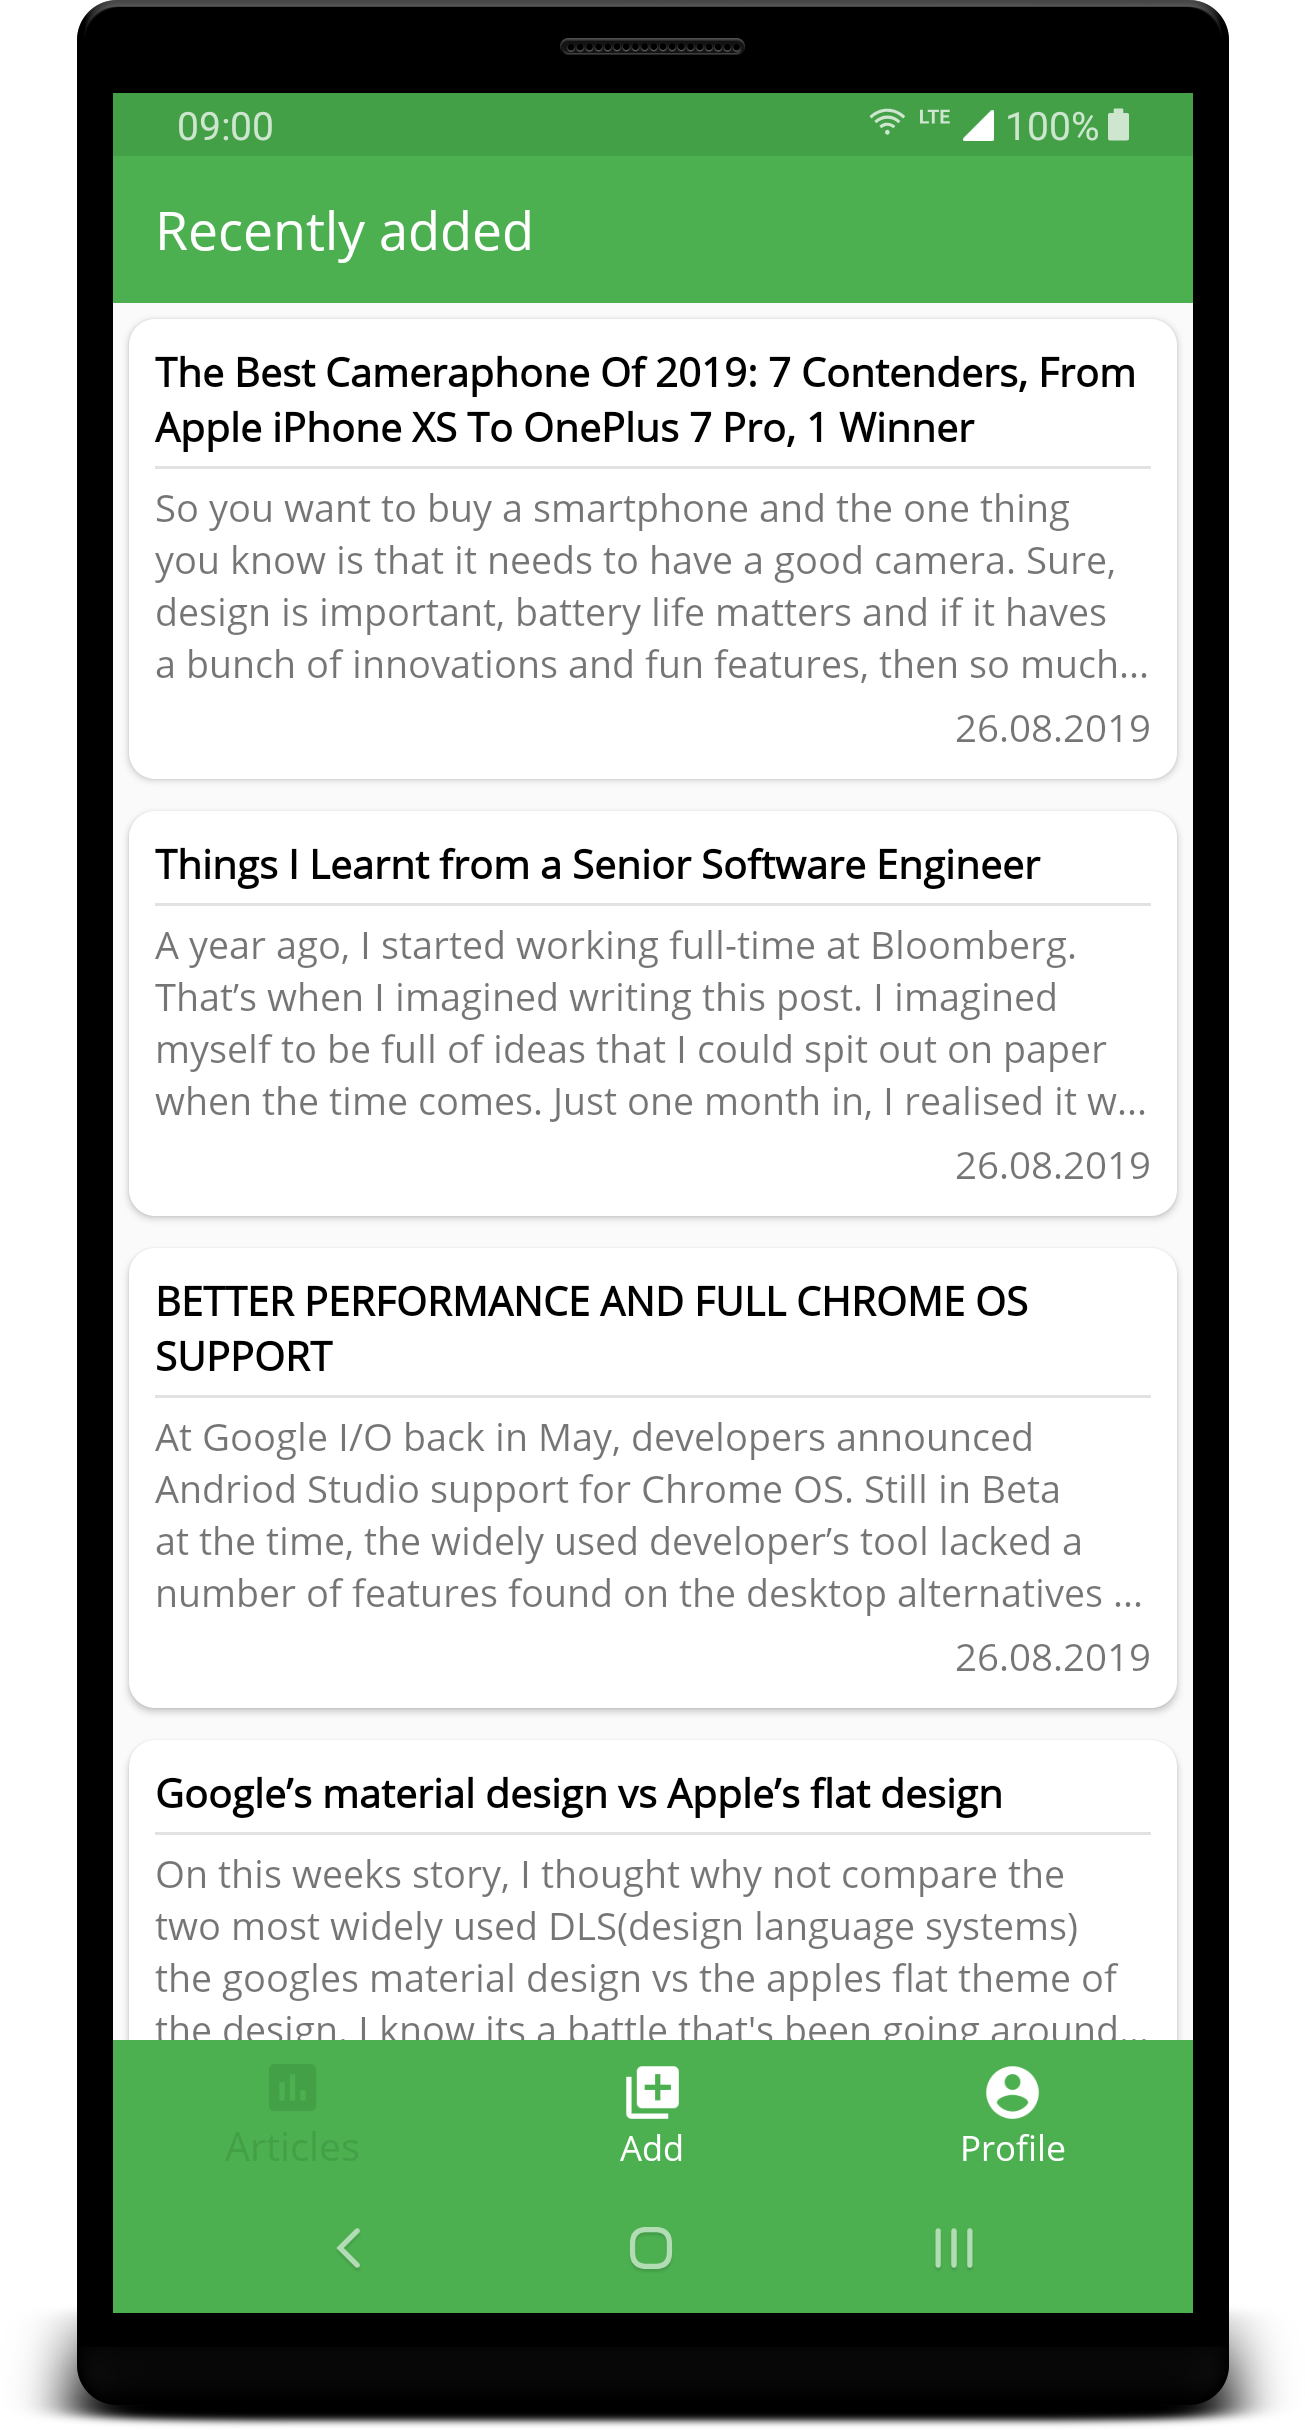 09:00
LTE
100%
Recently added
The Best Cameraphone Of 2019: 7 Contenders, From
Apple iPhone XS To OnePlus 7 Pro, 1 Winner
So you want to buy a smartphone and the one thing
you know is that it needs to have a good camera. Sure,
design is important, battery life matters and if it haves
a bunch of innovations and fun features, then so much...
26.08.2019
Things I Learnt from a Senior Software Engineer
A year ago, I started working full-time at Bloomberg.
That’s when I imagined writing this post. I imagined
myself to be full of ideas that I could spit out on paper
when the time comes. Just one month in, I realised it w...
26.08.2019
BETTER PERFORMANCE AND FULL CHROME OS
SUPPORT
At Google I/O back in May, developers announced
Andriod Studio support for Chrome OS. Still in Beta
at the time, the widely used developer’s tool lacked a
number of features found on the desktop alternatives ...
26.08.2019
Google’s material design vs Apple’s flat design
On this weeks story, I thought why not compare the
two most widely used DLS(design language systems)
the googles material design vs the apples flat theme of
the design. I know its a battle that's been going around...
Articles
Add
Profile